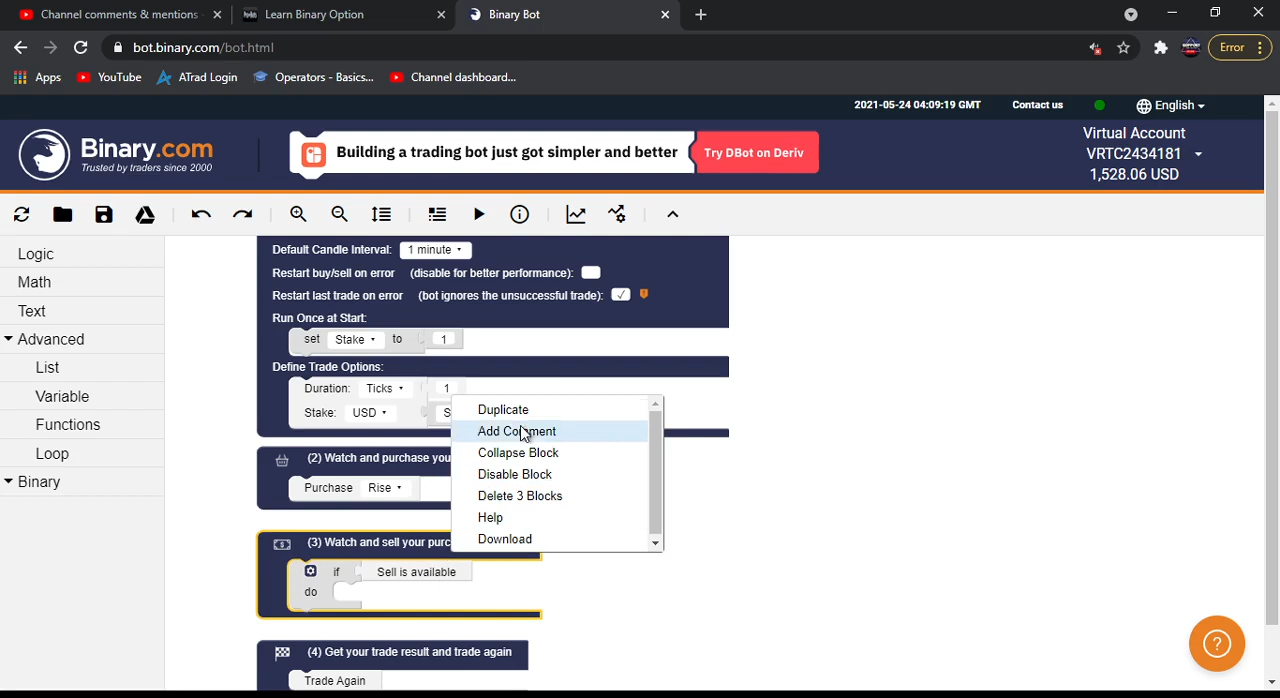 Channel comments & mentions
Learn Binary Option
Binary Bot
bot.binary.com/bot.html
Error
Apps
YouTube
ATrad Login
Operators - Basics...
Channel dashboard...
2021-05-24 04:09:19 GMT
Contact us
English
Binary.com
Trusted by traders since 2000
Building a trading bot just got simpler and better
Try DBot on Deriv
Virtual Account
VRTC2434181
1,528.06 USD
Logic
Math
Text
Advanced
List
Variable
Functions
Loop
Binary
Default Candle Interval: 1 minute
Restart buy/sell on error (disable for better performance):
Restart last trade on error (bot ignores the unsuccessful trade): ✓
Run Once at Start:
set Stake to 1
Define Trade Options:
Duration: Ticks 1
Stake: USD S
(2) Watch and purchase you
Purchase Rise
(3) Watch and sell your purc
if Sell is available
do
(4) Get your trade result and trade again
Trade Again
Duplicate
Add Comment
Collapse Block
Disable Block
Delete 3 Blocks
Help
Download